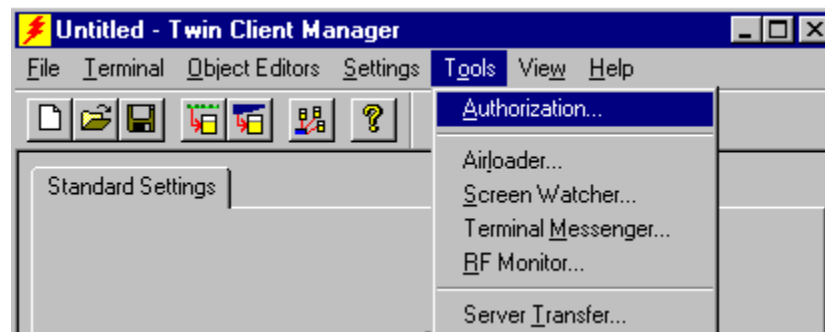 Untitled - Twin Client Manager
File Terminal Object Editors Settings Tools View Help
Authorization...
Airloader...
Standard Settings
Screen Watcher...
Terminal Messenger...
RF Monitor...
Server Transfer...